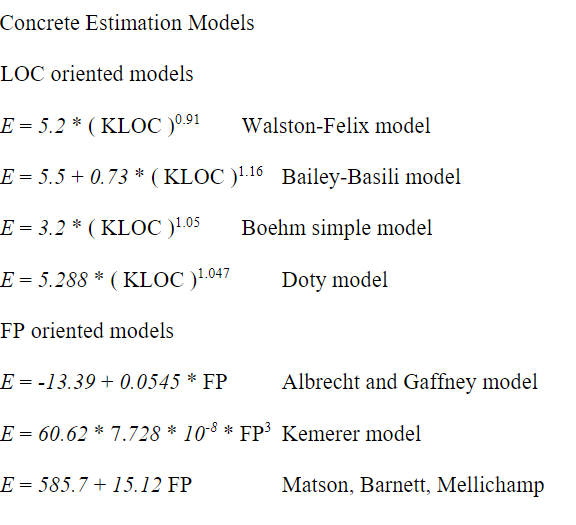 Concrete Estimation Models
LOC oriented models
E = 5.2 * ( KLOC )^0.91 Walston-Felix model
E = 5.5 + 0.73 * ( KLOC )^1.16 Bailey-Basili model
E = 3.2 * ( KLOC )^1.05 Boehm simple model
E = 5.288 * ( KLOC )^1.047 Doty model
FP oriented models
E = -13.39 + 0.0545 * FP Albrecht and Gaffney model
E = 60.62 * 7.728 * 10^-8 * FP^3 Kemerer model
E = 585.7 + 15.12 FP Matson, Barnett, Mellichamp